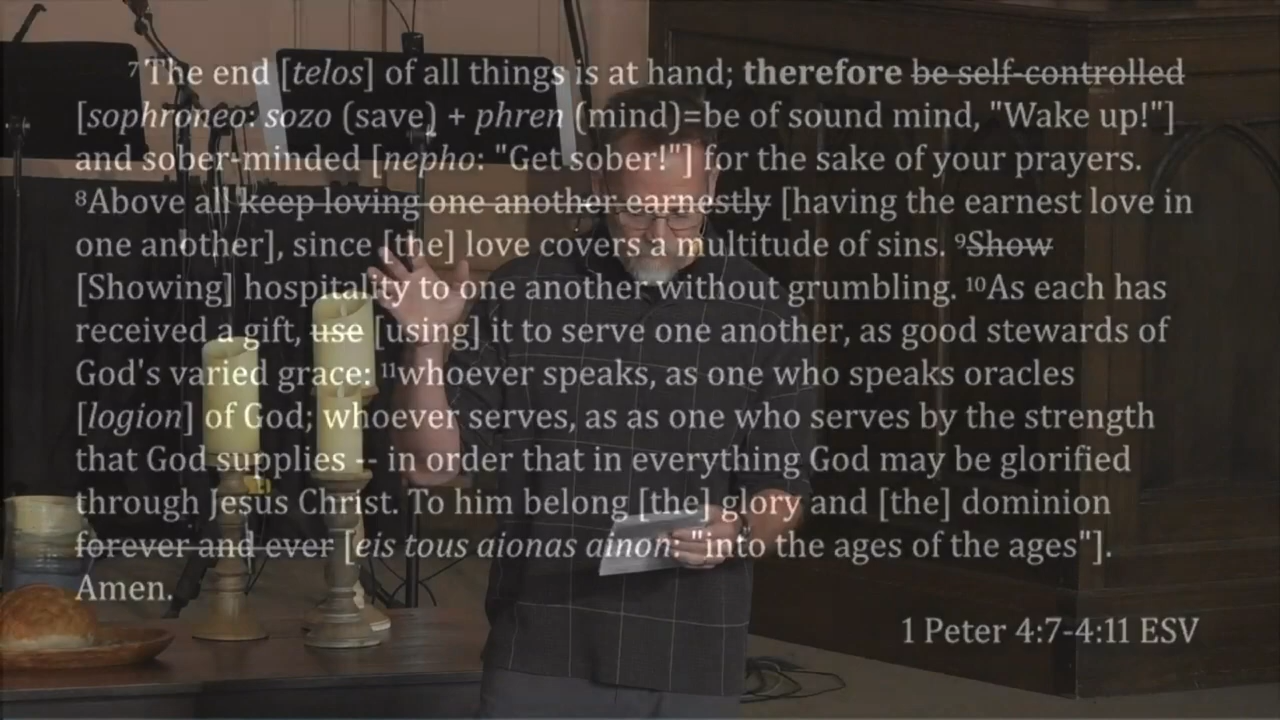 ⁷The end [telos] of all things is at hand; therefore be self-controlled
[sophroneo: sozo (save) + phren (mind)=be of sound mind, "Wake up!"]
and sober-minded [nepho: "Get sober!"] for the sake of your prayers.
⁸Above all keep loving one another earnestly [having the earnest love in
one another], since [the] love covers a multitude of sins. ⁹Show
[Showing] hospitality to one another without grumbling. ¹⁰As each has
received a gift, use [using] it to serve one another, as good stewards of
God's varied grace: ¹¹whoever speaks, as one who speaks oracles
[logion] of God; whoever serves, as as one who serves by the strength
that God supplies -- in order that in everything God may be glorified
through Jesus Christ. To him belong [the] glory and [the] dominion
forever and ever [eis tous aionas ainon: "into the ages of the ages"].
Amen.
1 Peter 4:7-4:11 ESV